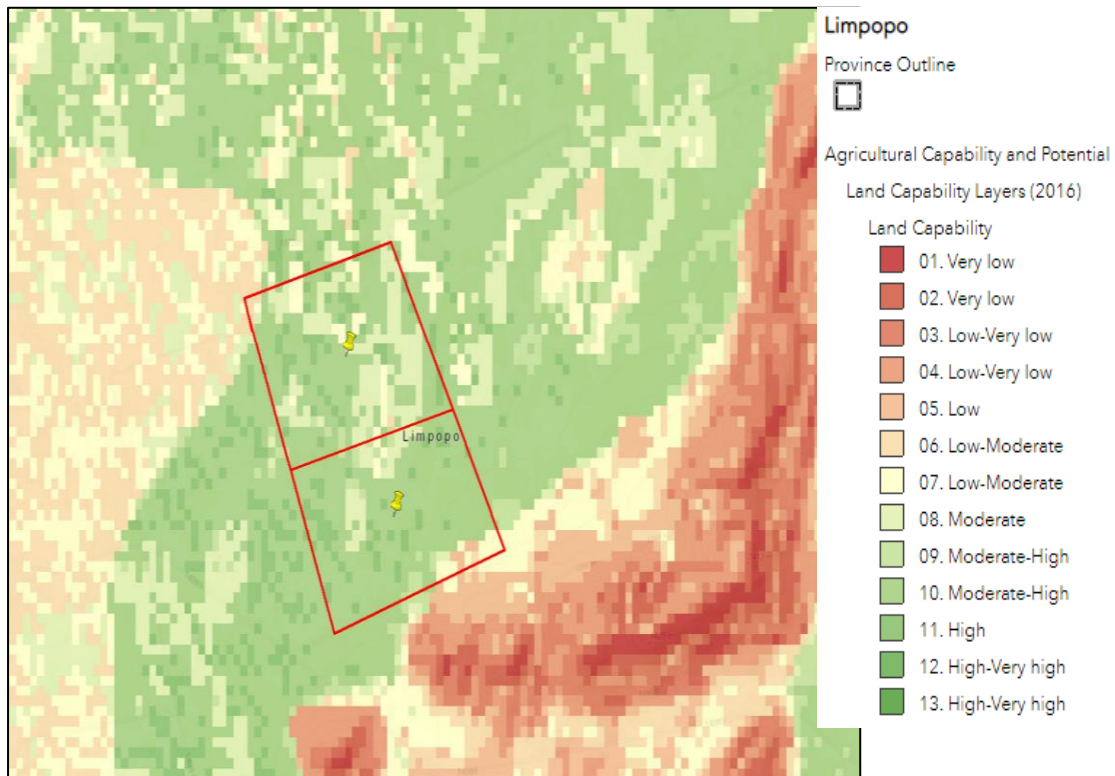 Limpopo
Limpopo
Province Outline
Agricultural Capability and Potential
Land Capability Layers (2016)
Land Capability
01. Very low
02. Very low
03. Low-Very low
04. Low-Very low
05. Low
06. Low-Moderate
07. Low-Moderate
08. Moderate
09. Moderate-High
10. Moderate-High
11. High
12. High-Very high
13. High-Very high